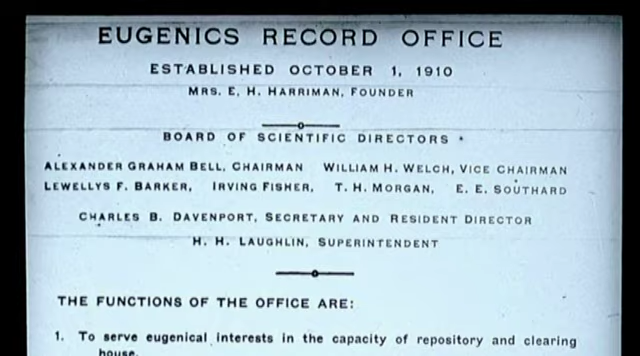 EUGENICS RECORD OFFICE
ESTABLISHED OCTOBER 1, 1910
MRS. E. H. HARRIMAN, FOUNDER
BOARD OF SCIENTIFIC DIRECTORS
ALEXANDER GRAHAM BELL, CHAIRMAN WILLIAM H. WELCH, VICE CHAIRMAN
LEWELLYS F. BARKER, IRVING FISHER, T. H. MORGAN, E. E. SOUTHARD
CHARLES B. DAVENPORT, SECRETARY AND RESIDENT DIRECTOR
H. H. LAUGHLIN, SUPERINTENDENT
THE FUNCTIONS OF THE OFFICE ARE:
1. To serve eugenical interests in the capacity of repository and clearing
house.